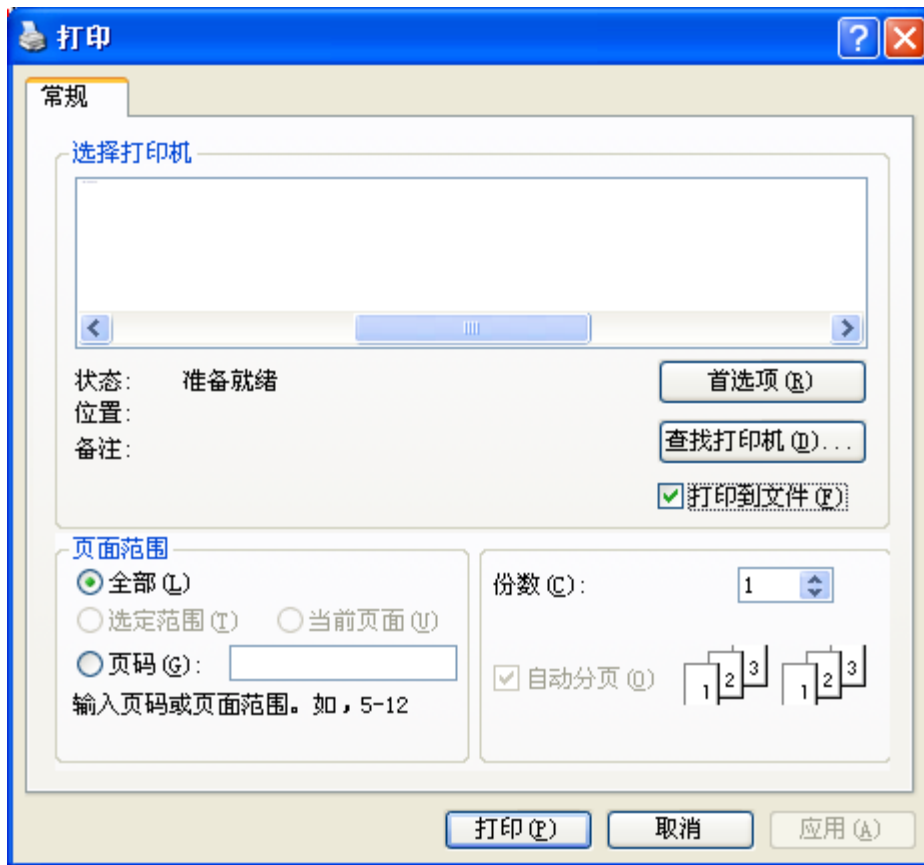 打印
常规
选择打印机
状态: 准备就绪
首选项(R)
位置:
查找打印机(D)...
备注:
打印到文件(F)
页面范围
全部(L)
选定范围(T) 当前页面(U)
页码(G):
输入页码或页面范围。如，5-12
份数(C): 1
自动分页(O)
1 2 3 1 2 3
打印(P) 取消 应用(A)